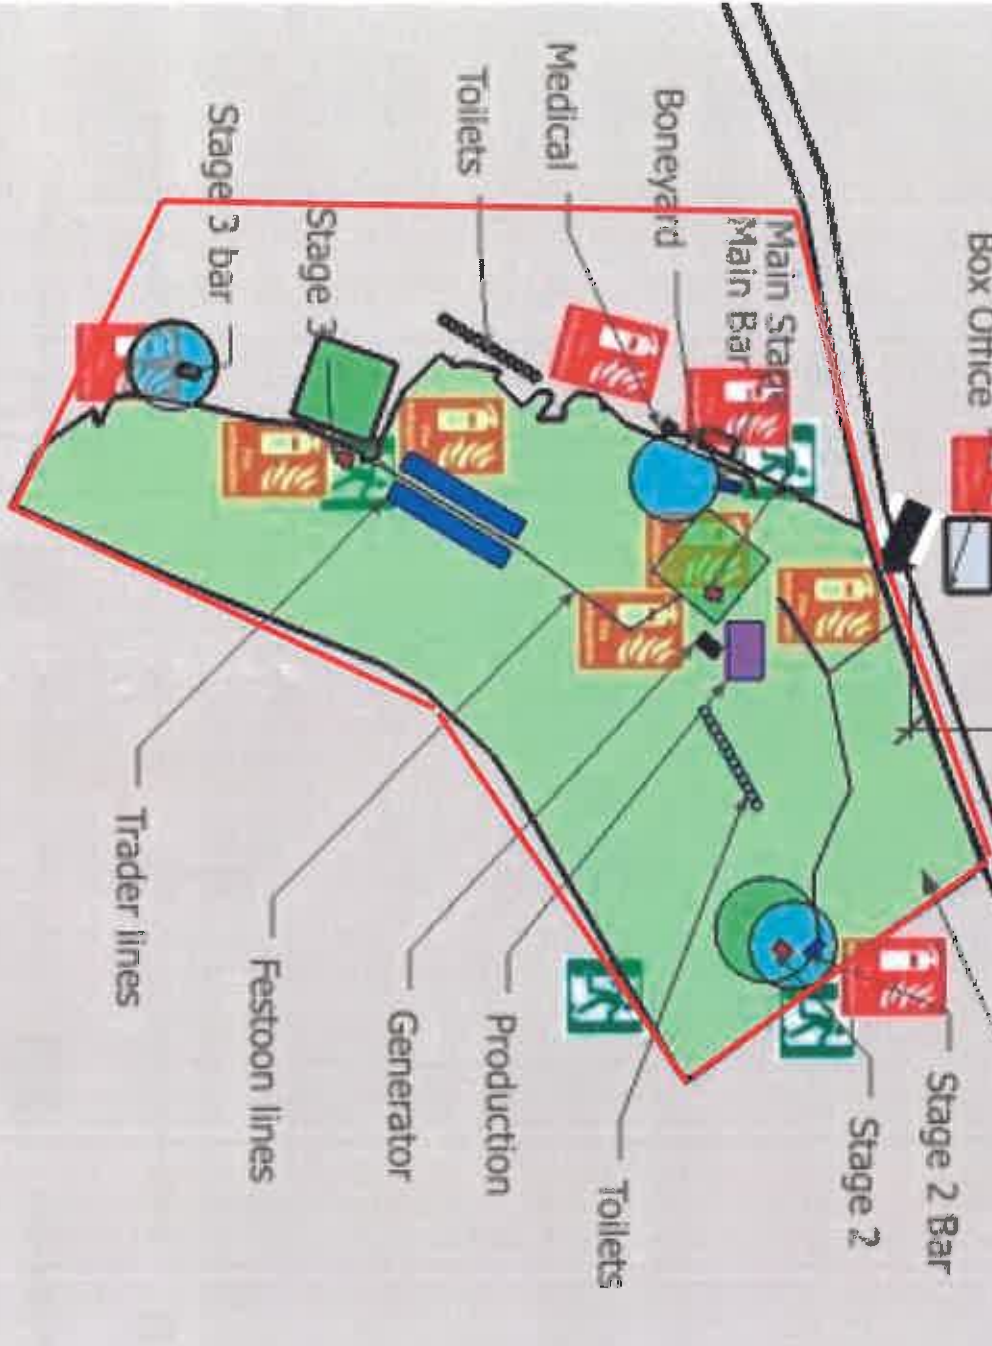 Box Office
Main Stage
Main Bar
Boneyard
Medical
Toilets
Stage 3
Stage 3 bar
Stage 2 Bar
Stage 2
Toilets
Production
Generator
Festoon lines
Trader lines